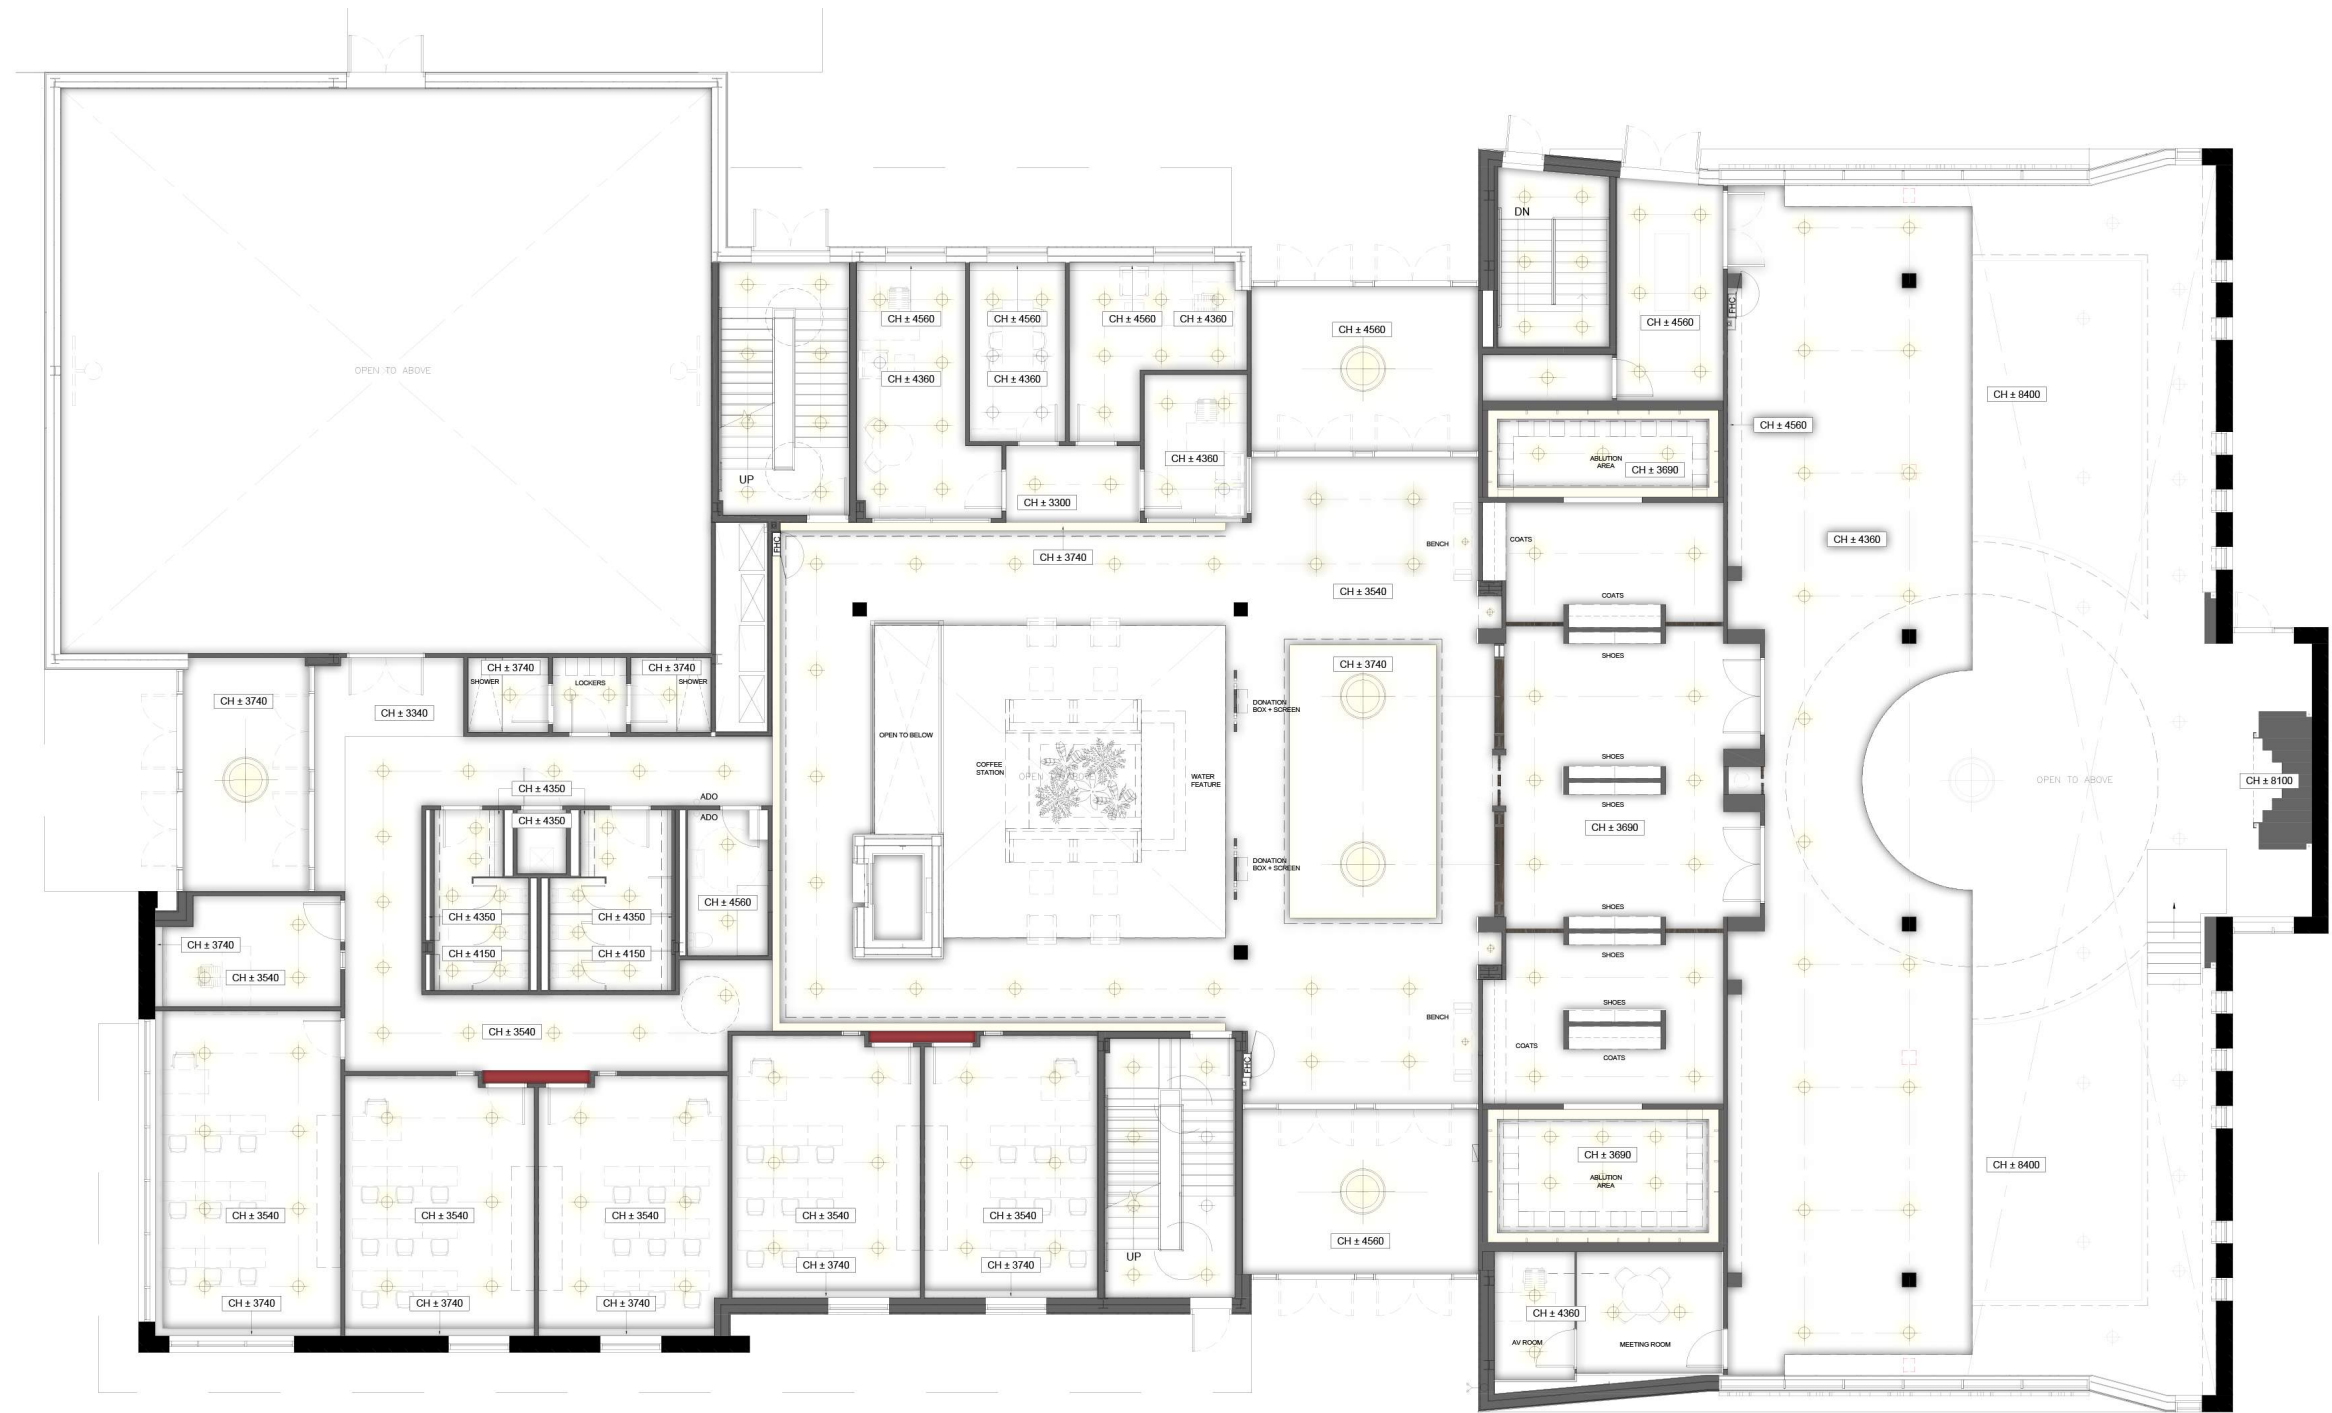 DN
CH ± 4560
CH ± 4560
CH ± 4560
CH ± 4360
CH ± 4560
CH ± 4560
FHC
OPEN TO ABOVE
CH ± 4360
CH ± 4360
CH ± 8400
CH ± 4560
CH ± 4360
ABLUTION
AREA
CH ± 3690
UP
CH ± 3300
FHC
CH ± 3740
BENCH
COATS
CH ± 4360
CH ± 3540
COATS
SHOES
CH ± 3740
SHOWER
LOCKERS
CH ± 3740
SHOWER
CH ± 3740
CH ± 3740
CH ± 3340
DONATION
BOX + SCREEN
OPEN TO BELOW
SHOES
COFFEE
STATION
WATER
FEATURE
OPEN TO ABOVE
CH ± 8100
CH ± 4350
ADO
ADO
CH ± 4350
SHOES
CH ± 3690
DONATION
BOX + SCREEN
CH ± 4560
SHOES
CH ± 4350
CH ± 4350
CH ± 3740
CH ± 4150
CH ± 4150
SHOES
CH ± 3540
SHOES
BENCH
CH ± 3540
COATS
COATS
FHC
CH ± 3690
CH ± 8400
ABLUTION
AREA
CH ± 3540
CH ± 3540
CH ± 3540
CH ± 3540
CH ± 3540
CH ± 4560
UP
CH ± 3740
CH ± 3740
CH ± 3740
CH ± 3740
CH ± 3740
CH ± 4360
AV ROOM
MEETING ROOM